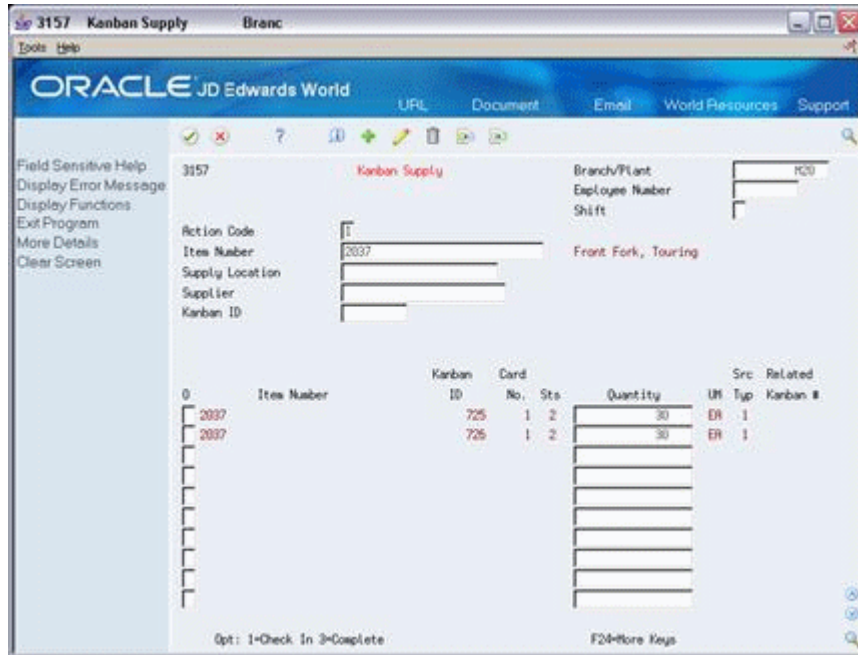 3157 Kanban Supply Branc
Tools Help
ORACLE JD Edwards World
URL Document Email World Resources Support
Field Sensitive Help
Display Error Message
Display Functions
Exit Program
More Details
Clear Screen
3157 Kanban Supply Branch/Plant M20
Employee Number
Shift
Action Code I
Item Number 2037 Front Fork, Touring
Supply Location
Supplier
Kanban ID
Kanban Card Src Related
O Item Number ID No. Sts Quantity UM Typ Kanban #
2037 725 1 2 30 EA 1
2037 726 1 2 30 EA 1
Opt: 1=Check In 3=Complete F24=More Keys